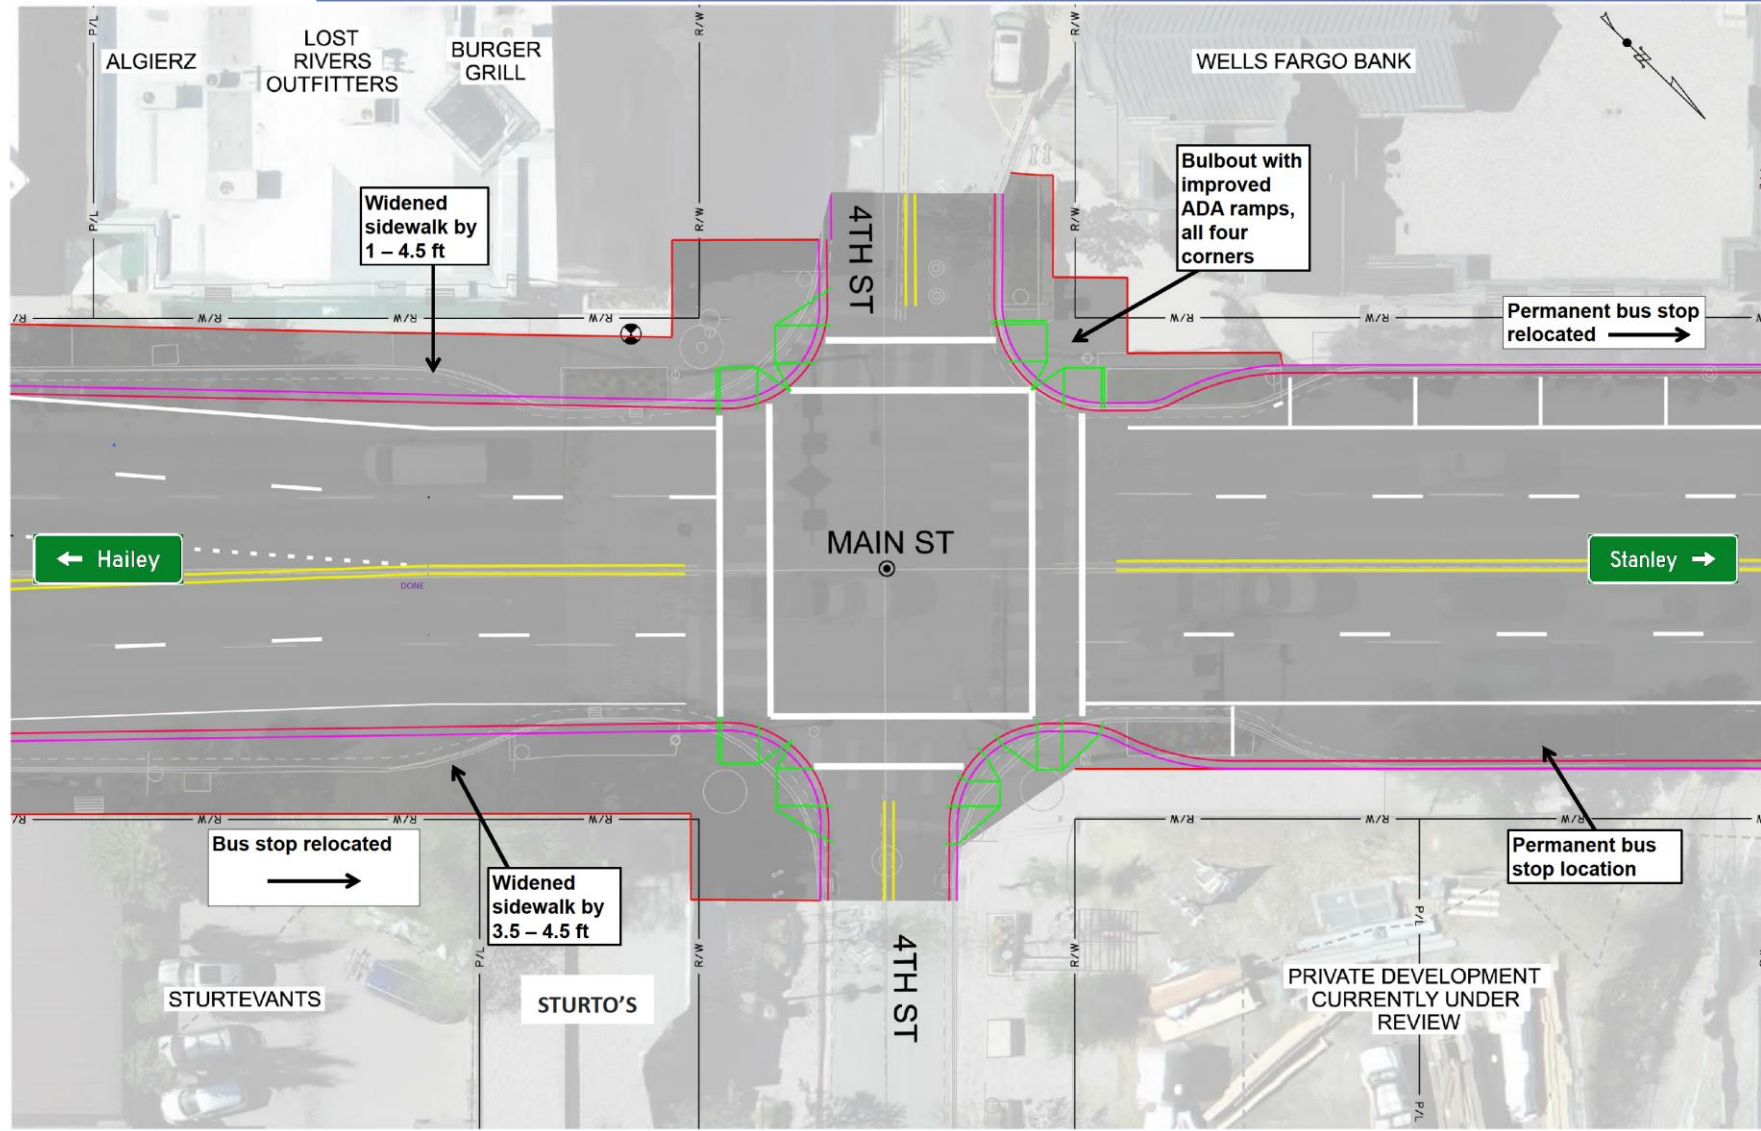 ALGIERZ
LOST
RIVERS
OUTFITTERS
BURGER
GRILL
WELLS FARGO BANK
N
P/L
P/L
R/W
R/W
R/W
R/W
Widened
sidewalk by
1 – 4.5 ft
4TH ST
Bulbout with
improved
ADA ramps,
all four
corners
Permanent bus stop
relocated
R/W
R/W
R/W
R/W
R/W
MAIN ST
← Hailey
Stanley →
DONE
R/W
R/W
R/W
R/W
R/W
Bus stop relocated
Widened
sidewalk by
3.5 – 4.5 ft
Permanent bus
stop location
P/L
R/W
R/W
P/L
P/L
4TH ST
STURTEVANTS
STURTO'S
PRIVATE DEVELOPMENT
CURRENTLY UNDER
REVIEW